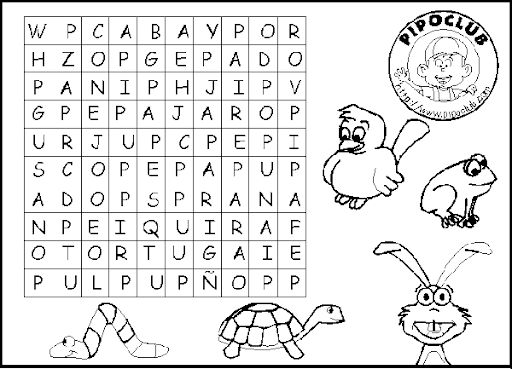 W P C A B A Y P O R
H Z O P G E P A D O
P A N I P H J I P V
G P E P A J A R O P
U R J U P C P E P I
S C O P E P A P U P
A D O P S P R A N A
N P E I Q U I R A F
O T O R T U G A I E
P U L P U P Ñ O P P
PIPOCLUB
http://www.pipoclub.com